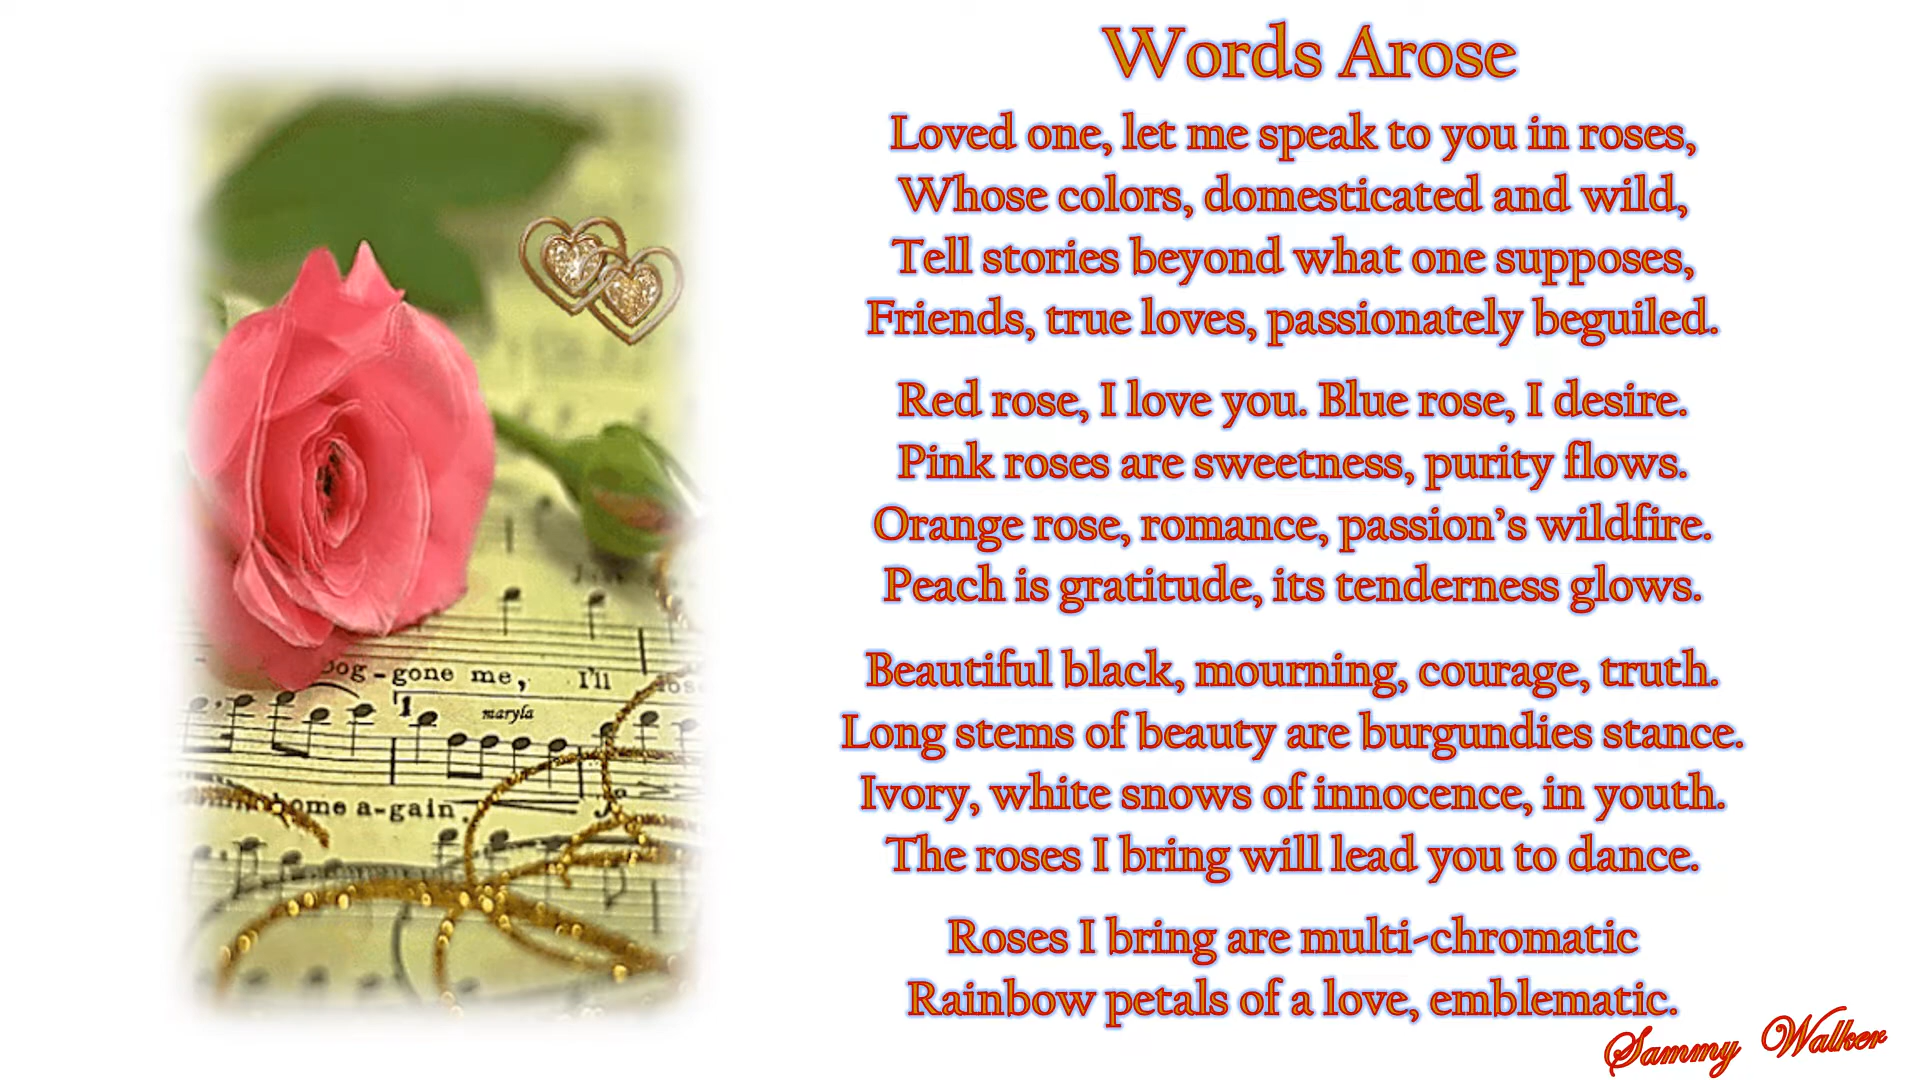 Words Arose
Loved one, let me speak to you in roses,
Whose colors, domesticated and wild,
Tell stories beyond what one supposes,
Friends, true loves, passionately beguiled.
Red rose, I love you. Blue rose, I desire.
Pink roses are sweetness, purity flows.
Orange rose, romance, passion's wildfire.
Peach is gratitude, its tenderness glows.
Beautiful black, mourning, courage, truth.
Long stems of beauty are burgundies stance.
Ivory, white snows of innocence, in youth.
The roses I bring will lead you to dance.
Roses I bring are multi-chromatic
Rainbow petals of a love, emblematic.
Sammy Walker
-gone me, I'll
1
maryla
home a-gain.